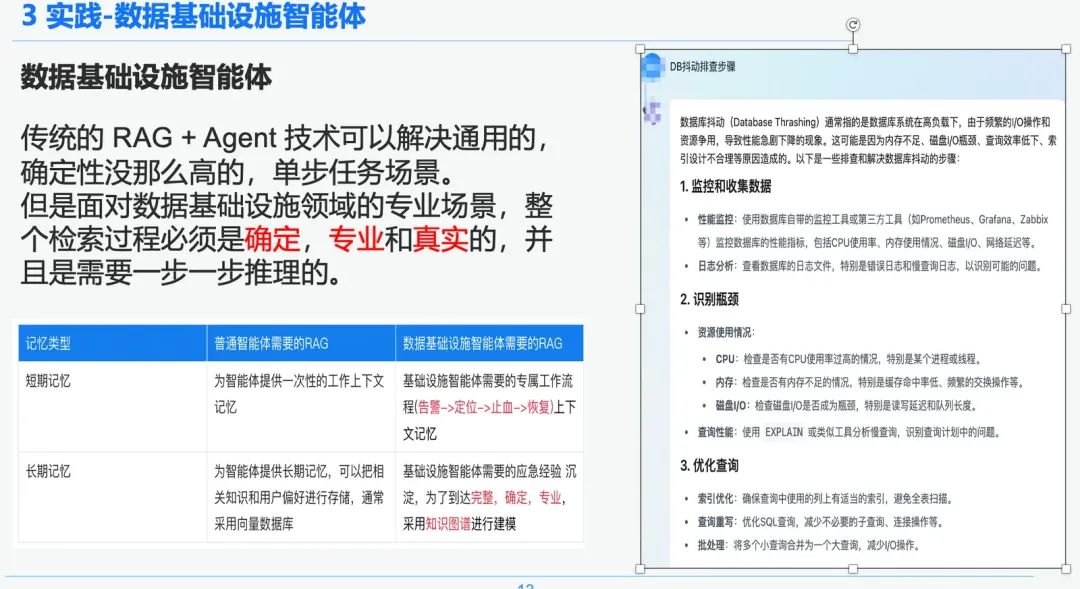 3 实践-数据基础设施智能体
数据基础设施智能体
传统的 RAG + Agent 技术可以解决通用的，
确定性没那么高的，单步任务场景。
但是面对数据基础设施领域的专业场景，整
个检索过程必须是确定，专业和真实的，并
且是需要一步一步推理的。
记忆类型
普通智能体需要的RAG
数据基础设施智能体需要的RAG
短期记忆
为智能体提供一次性的工作上下文
记忆
基础设施智能体需要的专属工作流
程(告警–>定位–>止血–>恢复)上下
文记忆
长期记忆
为智能体提供长期记忆，可以把相
关知识和用户偏好进行存储，通常
采用向量数据库
基础设施智能体需要的应急经验 沉
淀，为了到达完整，确定，专业，
采用知识图谱进行建模
DB抖动排查步骤
数据库抖动（Database Thrashing）通常指的是数据库系统在高负载下，由于频繁的I/O操作和
资源争用，导致性能急剧下降的现象。这可能是因为内存不足、磁盘I/O瓶颈、查询效率低下、索
引设计不合理等原因造成的。以下是一些排查和解决数据库抖动的步骤：
1. 监控和收集数据
• 性能监控：使用数据库自带的监控工具或第三方工具（如Prometheus、Grafana、Zabbix
等）监控数据库的性能指标，包括CPU使用率、内存使用情况、磁盘I/O、网络延迟等。
• 日志分析：查看数据库的日志文件，特别是错误日志和慢查询日志，以识别可能的问题。
2. 识别瓶颈
• 资源使用情况：
• CPU：检查是否有CPU使用率过高的情况，特别是某个进程或线程。
• 内存：检查是否有内存不足的情况，特别是缓存命中率低、频繁的交换操作等。
• 磁盘I/O：检查磁盘I/O是否成为瓶颈，特别是读写延迟和队列长度。
• 查询性能：使用 EXPLAIN 或类似工具分析慢查询，识别查询计划中的问题。
3. 优化查询
• 索引优化：确保查询中使用的列上有适当的索引，避免全表扫描。
• 查询重写：优化SQL查询，减少不必要的子查询、连接操作等。
• 批处理：将多个小查询合并为一个大查询，减少I/O操作。